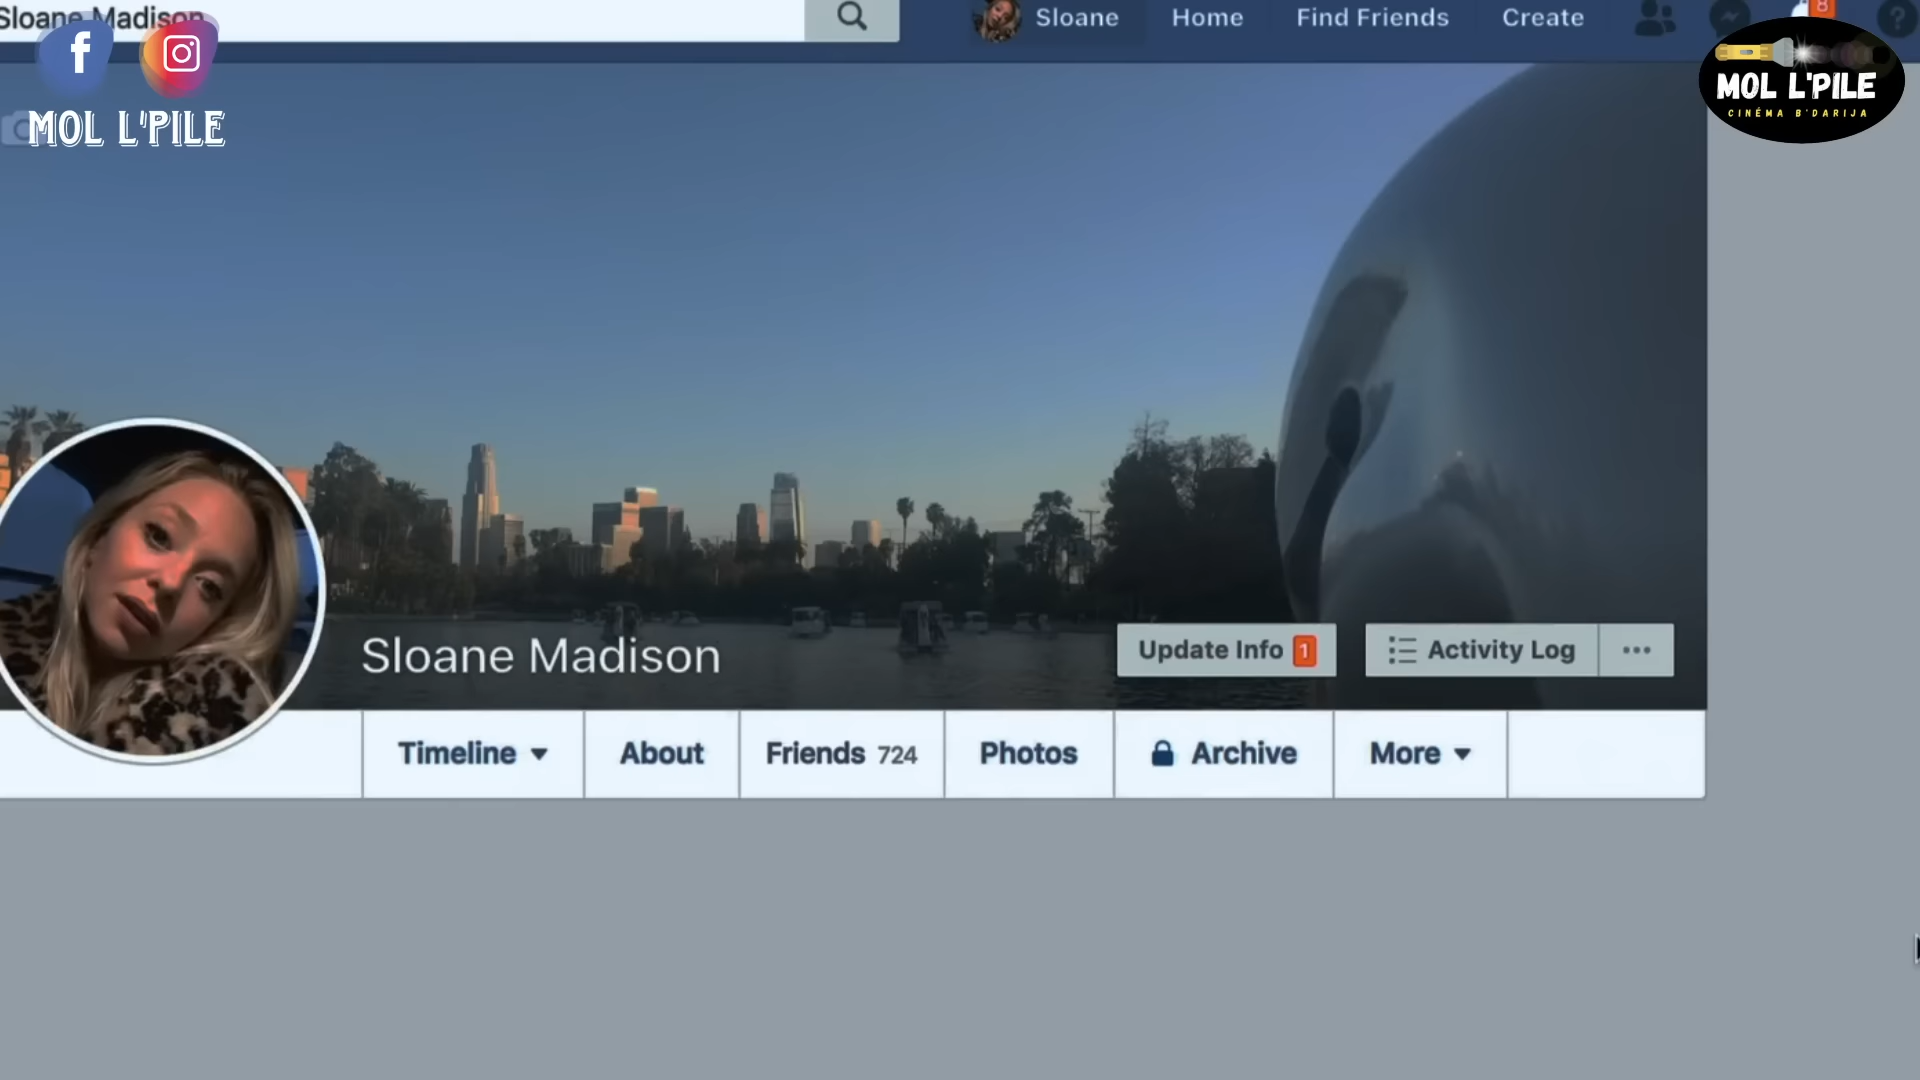 Sloane Madison
Sloane
Home
Find Friends
Create
8
?
f
MOL L'PILE
MOL L'PILE
CINÉMA B'DARIJA
Sloane Madison
Update Info 1
Activity Log
Timeline
About
Friends 724
Photos
Archive
More